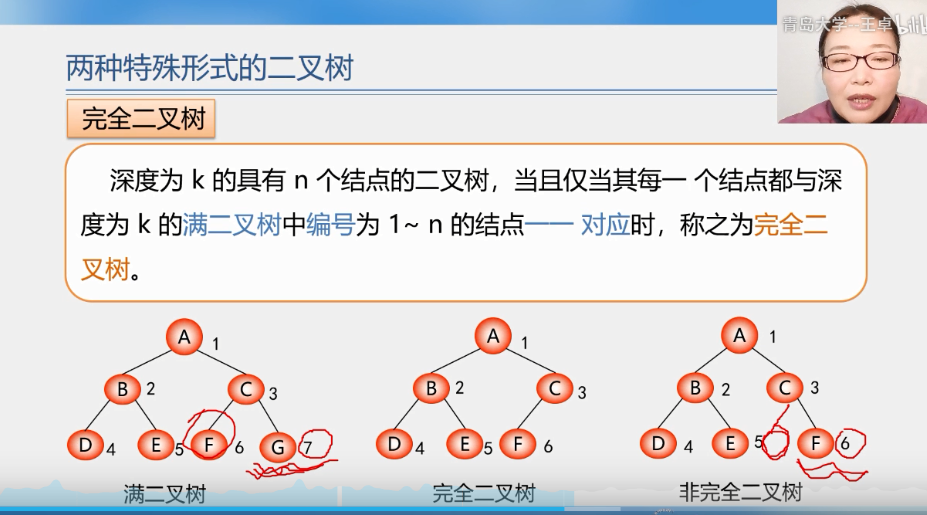 青岛大学-王卓
bilib
两种特殊形式的二叉树
完全二叉树
深度为 k 的具有 n 个结点的二叉树，当且仅当其每一 个结点都与深
度为 k 的满二叉树中编号为 1~ n 的结点一一 对应时，称之为完全二
叉树。
A 1 A 1 A 1
B 2 C 3 B 2 C 3 B 2 C 3
D 4 E 5 F 6 G 7 D 4 E 5 F 6 D 4 E 5 F 6
满二叉树 完全二叉树 非完全二叉树